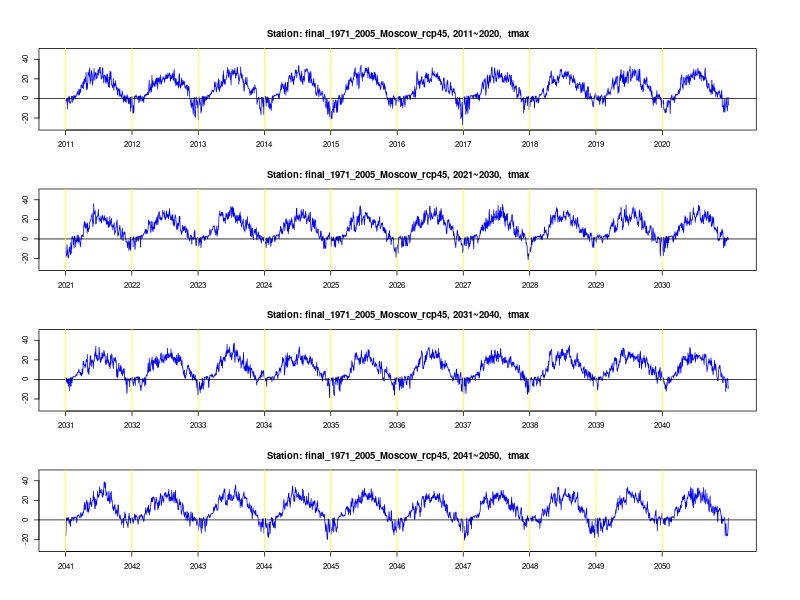 Station: final_1971_2005_Moscow_rcp45, 2011~2020, tmax
40
20
0
-20
2011 2012 2013 2014 2015 2016 2017 2018 2019 2020
Station: final_1971_2005_Moscow_rcp45, 2021~2030, tmax
40
20
0
-20
2021 2022 2023 2024 2025 2026 2027 2028 2029 2030
Station: final_1971_2005_Moscow_rcp45, 2031~2040, tmax
40
20
0
-20
2031 2032 2033 2034 2035 2036 2037 2038 2039 2040
Station: final_1971_2005_Moscow_rcp45, 2041~2050, tmax
40
20
0
-20
2041 2042 2043 2044 2045 2046 2047 2048 2049 2050